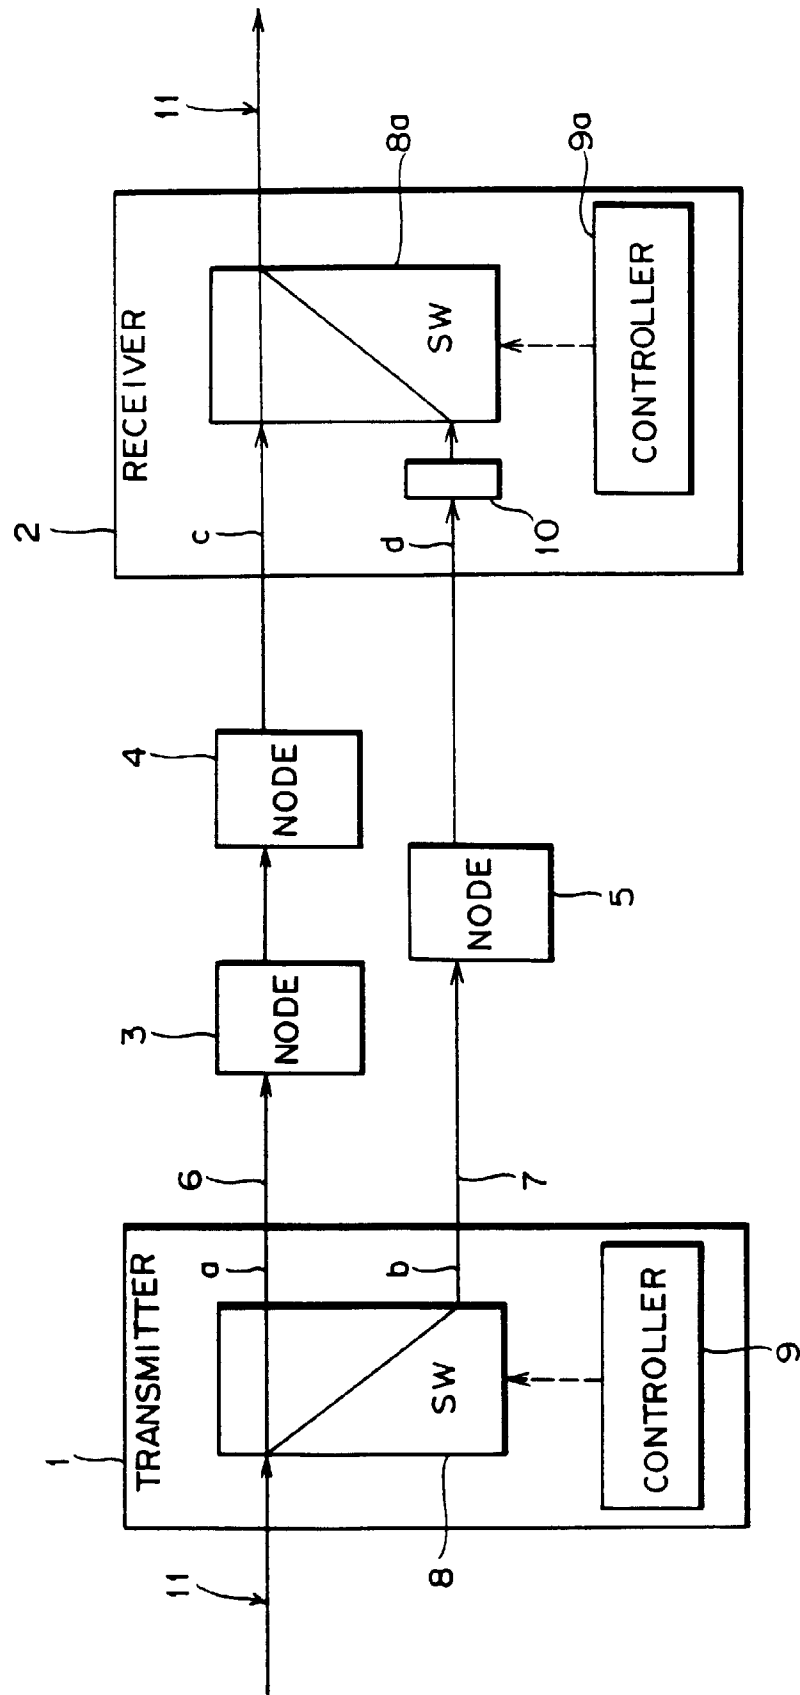 11
1
TRANSMITTER
SW
8
CONTROLLER
9
a
b
6
7
3
NODE
4
NODE
NODE
5
2
RECEIVER
c
d
10
SW
8a
CONTROLLER
9a
11